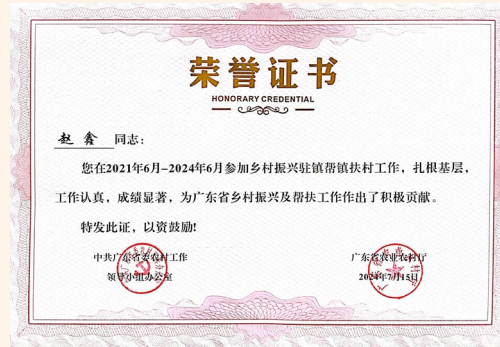 荣誉证书
HONORARY CREDENTIAL
赵鑫 同志：
您在2021年6月-2024年6月参加乡村振兴驻镇帮镇扶村工作，扎根基层，
工作认真，成绩显著，为广东省乡村振兴及帮扶工作作出了积极贡献。
特发此证，以资鼓励！
中共广东省委农村工作 广东省农业农村厅
领导小组办公室 2024年7月15日